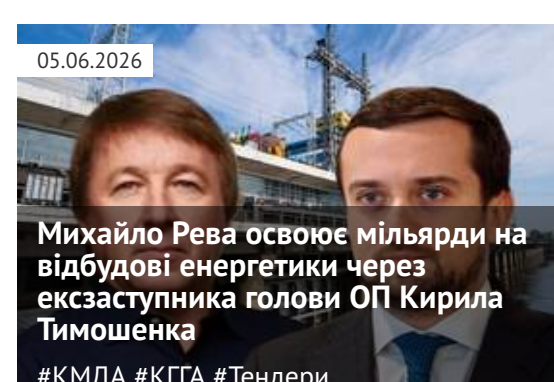 05.06.2026
Михайло Рева освоює мільярди на
відбудові енергетики через
ексзаступника голови ОП Кирила
Тимошенка
#КМДА #КГГА #Тендери